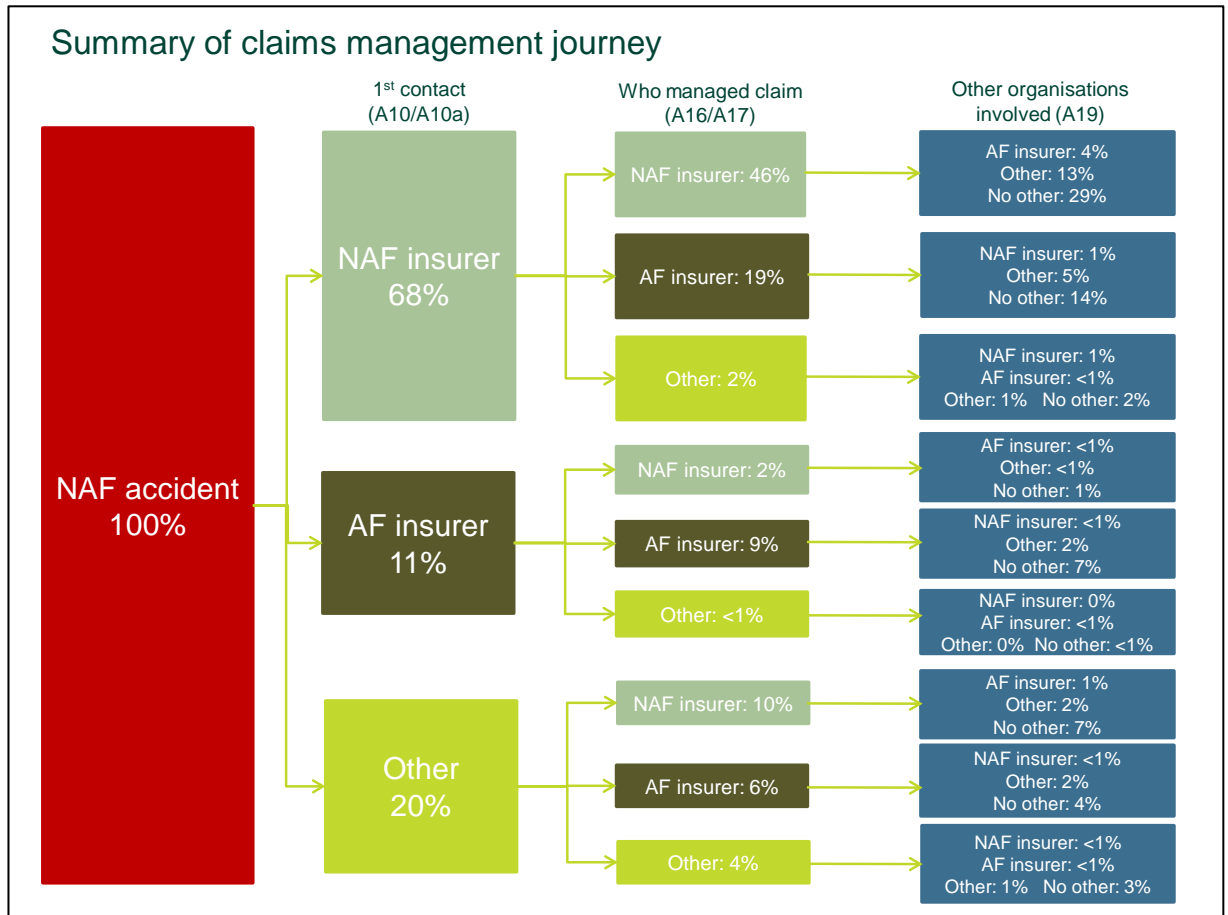 Summary of claims management journey
1st contact
(A10/A10a)
Who managed claim
(A16/A17)
Other organisations
involved (A19)
NAF accident
100%
NAF insurer
68%
NAF insurer: 46%
AF insurer: 4%
Other: 13%
No other: 29%
AF insurer: 19%
NAF insurer: 1%
Other: 5%
No other: 14%
Other: 2%
NAF insurer: 1%
AF insurer: <1%
Other: 1% No other: 2%
AF insurer
11%
NAF insurer: 2%
AF insurer: <1%
Other: <1%
No other: 1%
AF insurer: 9%
NAF insurer: <1%
Other: 2%
No other: 7%
Other: <1%
NAF insurer: 0%
AF insurer: <1%
Other: 0% No other: <1%
Other
20%
NAF insurer: 10%
AF insurer: 1%
Other: 2%
No other: 7%
AF insurer: 6%
NAF insurer: <1%
Other: 2%
No other: 4%
Other: 4%
NAF insurer: <1%
AF insurer: <1%
Other: 1% No other: 3%